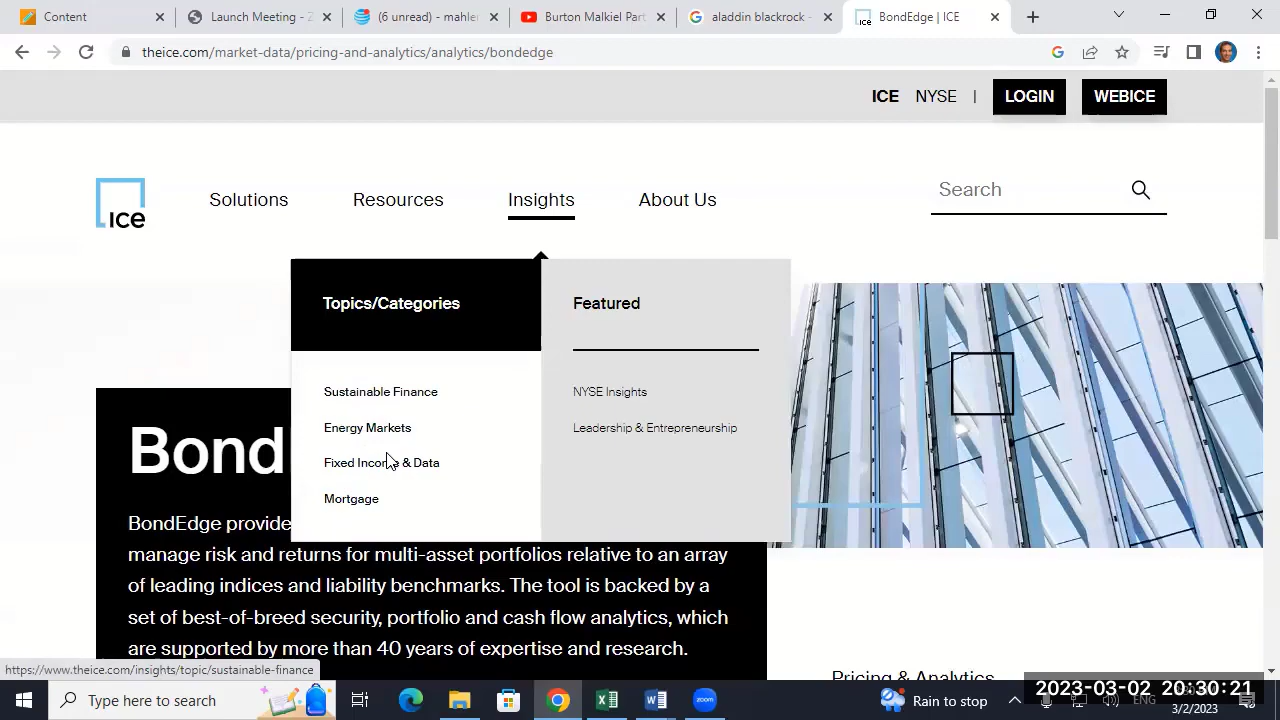 Content
Launch Meeting - Z
(6 unread) - mahler
Burton Malkiel Part
aladdin blackrock -
BondEdge | ICE
theice.com/market-data/pricing-and-analytics/analytics/bondedge
ICE NYSE | LOGIN WEBICE
ICE
Solutions Resources Insights About Us
Search
Topics/Categories
Featured
Sustainable Finance
Energy Markets
Fixed Income & Data
Mortgage
NYSE Insights
Leadership & Entrepreneurship
Bond
BondEdge provide
manage risk and returns for multi-asset portfolios relative to an array
of leading indices and liability benchmarks. The tool is backed by a
set of best-of-breed security, portfolio and cash flow analytics, which
are supported by more than 40 years of expertise and research.
Pricing & Analytics
https://www.theice.com/insights/topic/sustainable-finance
Type here to search
zoom
Rain to stop
ENG
2023-03-02 20:30:21
3/2/2023